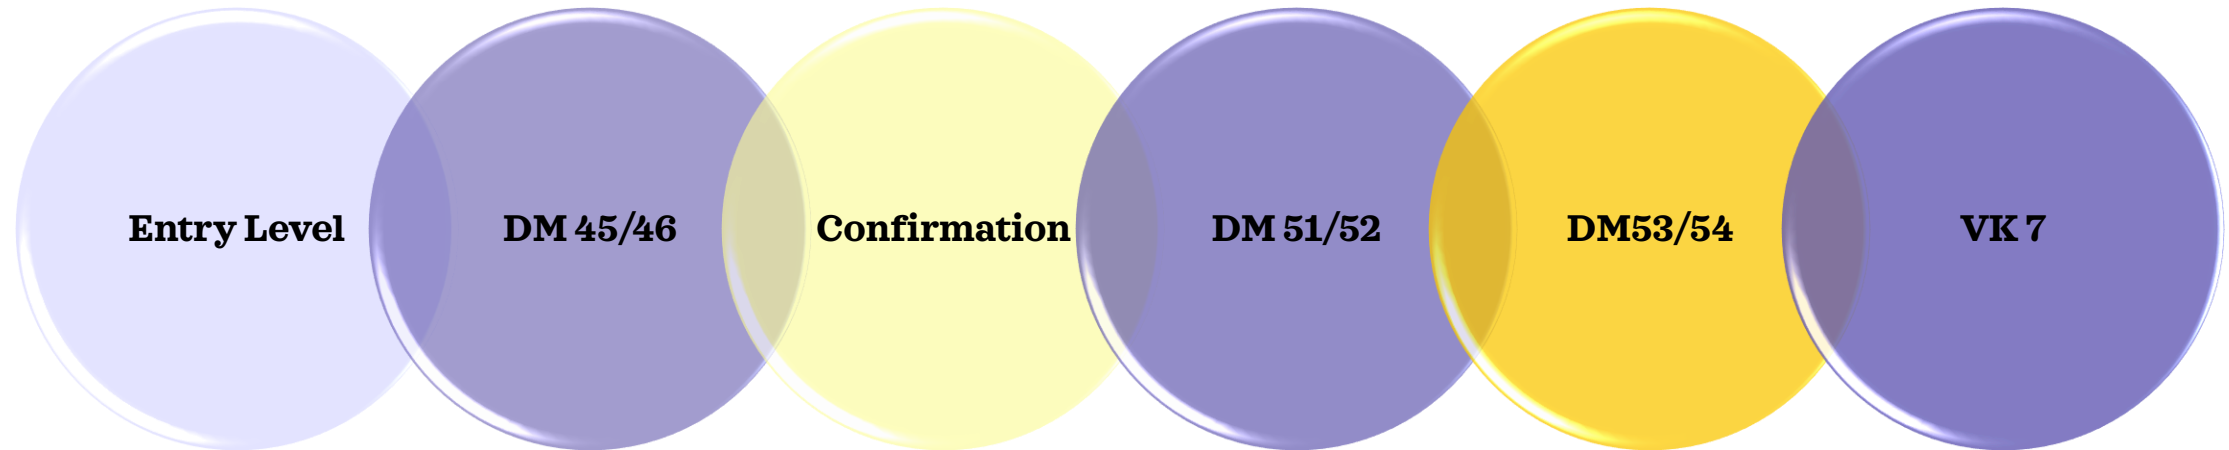 Entry Level
DM 45/46
Confirmation
DM 51/52
DM53/54
VK 7